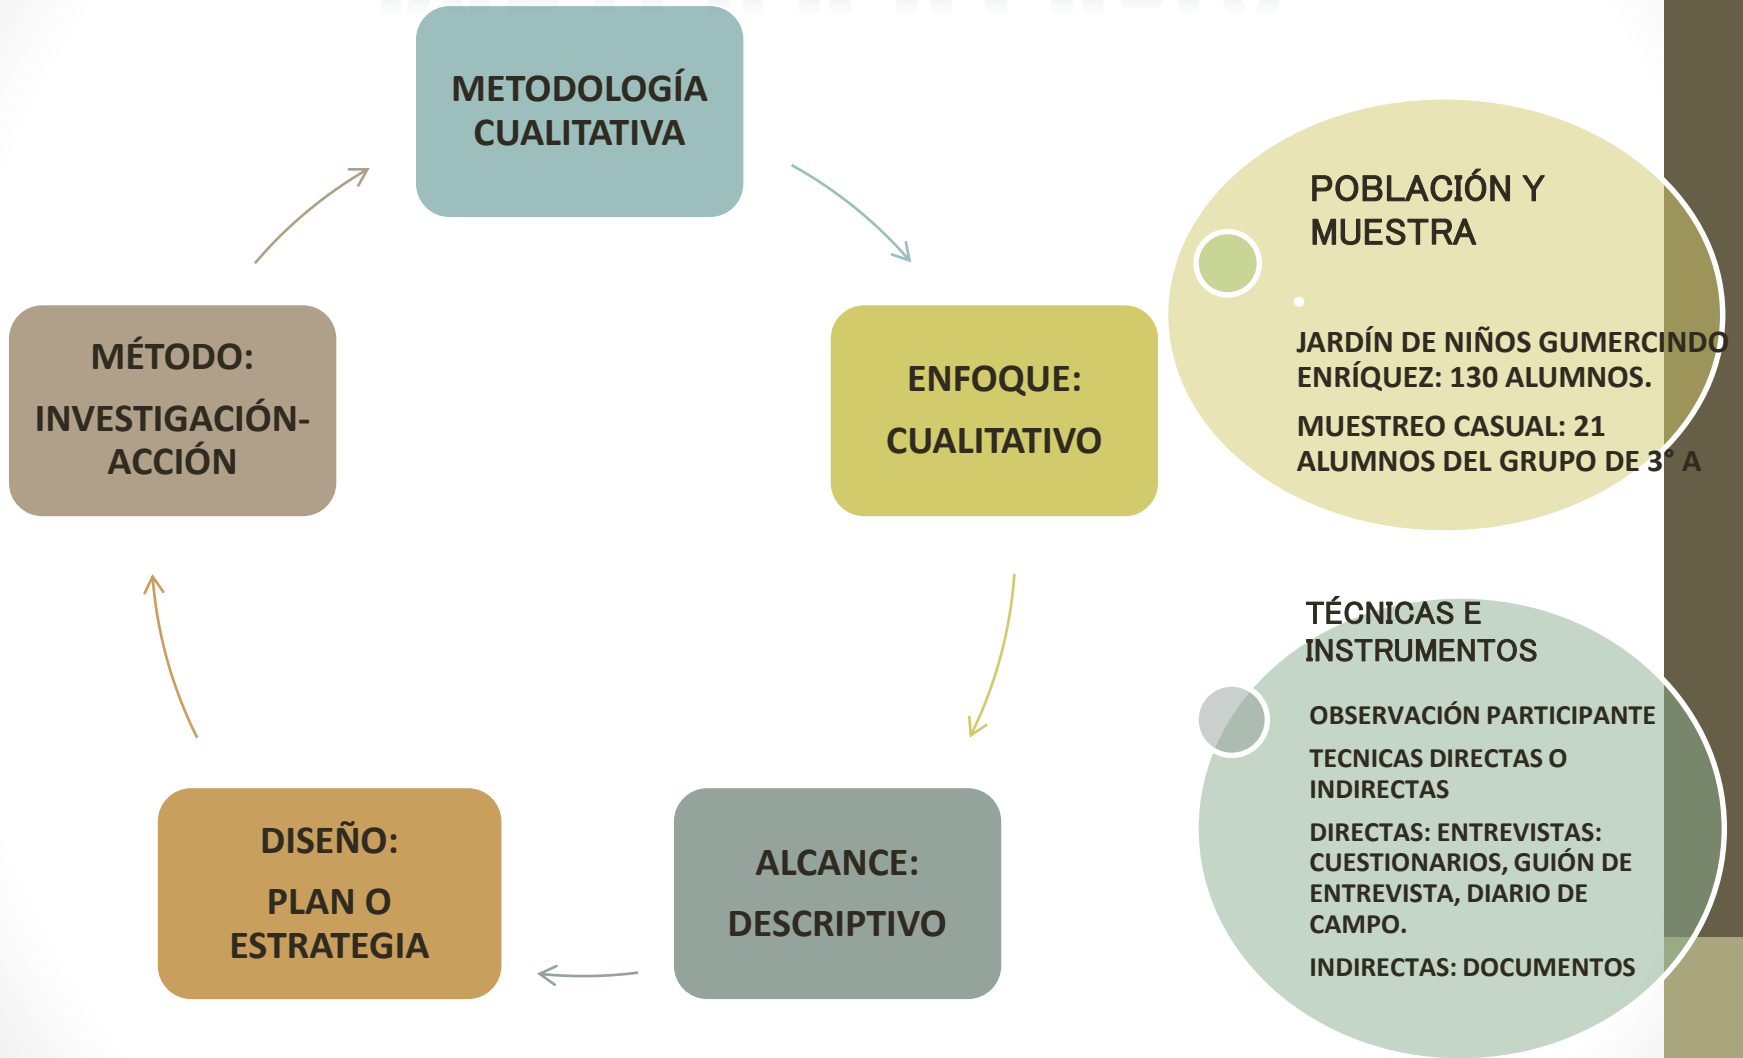 METODOLOGÍA
CUALITATIVA
ENFOQUE:
CUALITATIVO
ALCANCE:
DESCRIPTIVO
DISEÑO:
PLAN O
ESTRATEGIA
MÉTODO:
INVESTIGACIÓN-
ACCIÓN
POBLACIÓN Y
MUESTRA
JARDÍN DE NIÑOS GUMERCINDO
ENRÍQUEZ: 130 ALUMNOS.
MUESTREO CASUAL: 21
ALUMNOS DEL GRUPO DE 3° A
TÉCNICAS E
INSTRUMENTOS
OBSERVACIÓN PARTICIPANTE
TECNICAS DIRECTAS O
INDIRECTAS
DIRECTAS: ENTREVISTAS:
CUESTIONARIOS, GUIÓN DE
ENTREVISTA, DIARIO DE
CAMPO.
INDIRECTAS: DOCUMENTOS